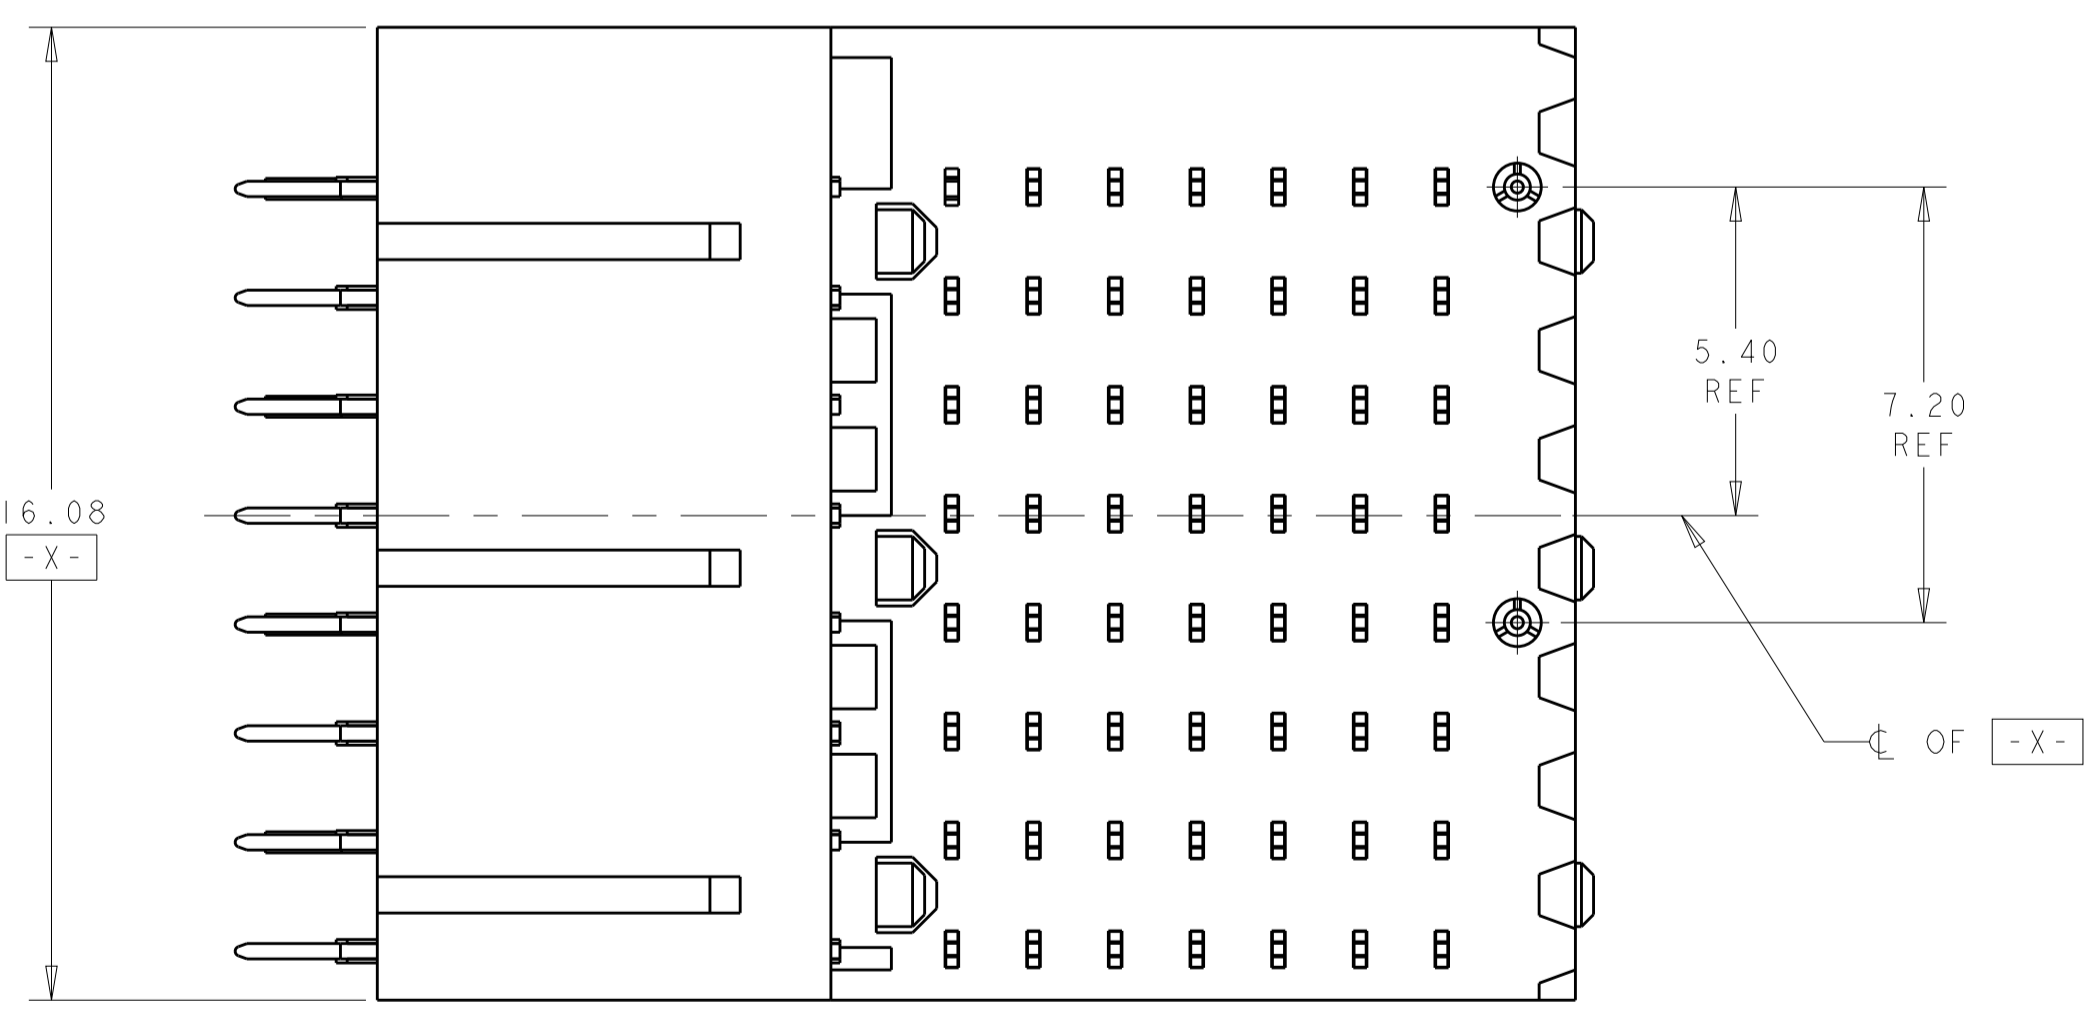 16.08
-X-
5.40
REF
7.20
REF
℄ OF -X-